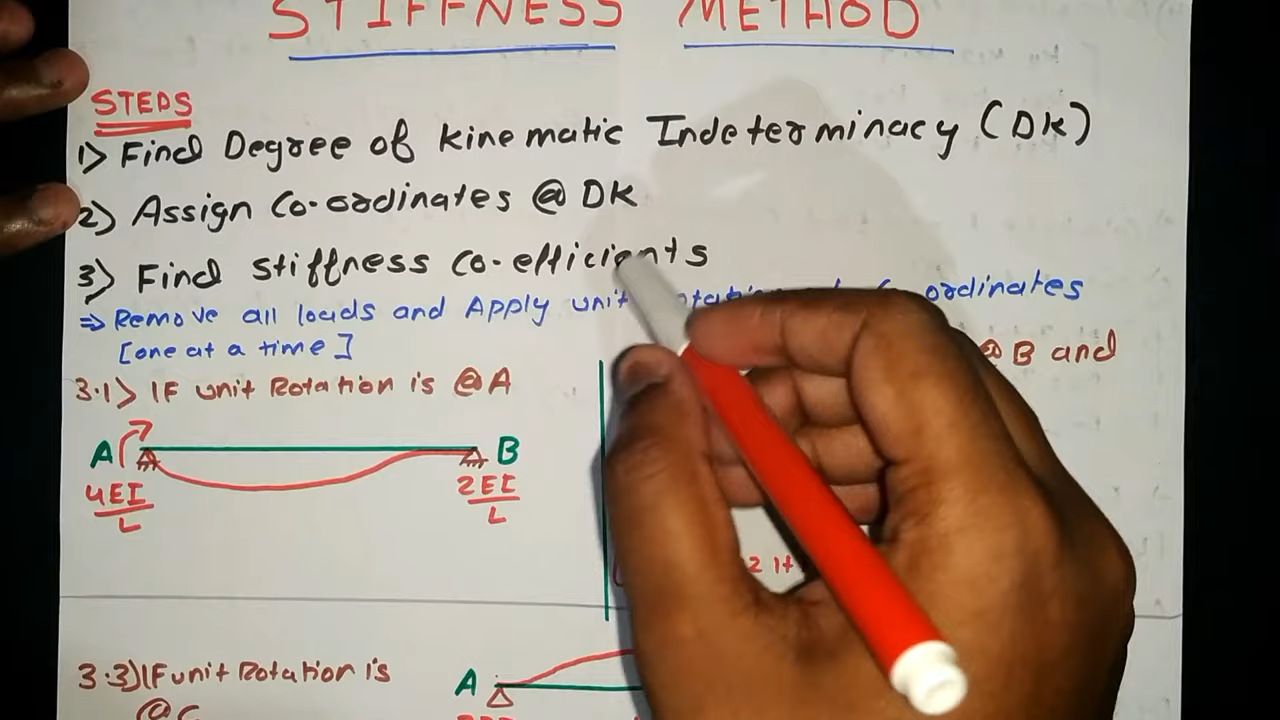 STIFFNESS METHOD
STEPS
1) Find Degree of Kinematic Indeterminacy (DK)
2) Assign Co-ordinates @ DK
3) Find Stiffness Co-efficients
⇒ Remove all loads and Apply unit ordinates
[one at a time]
@ B and
3.1) IF unit Rotation is @ A
A B
4EI/L 2EI/L
3.3) IF unit Rotation is
@ C
A